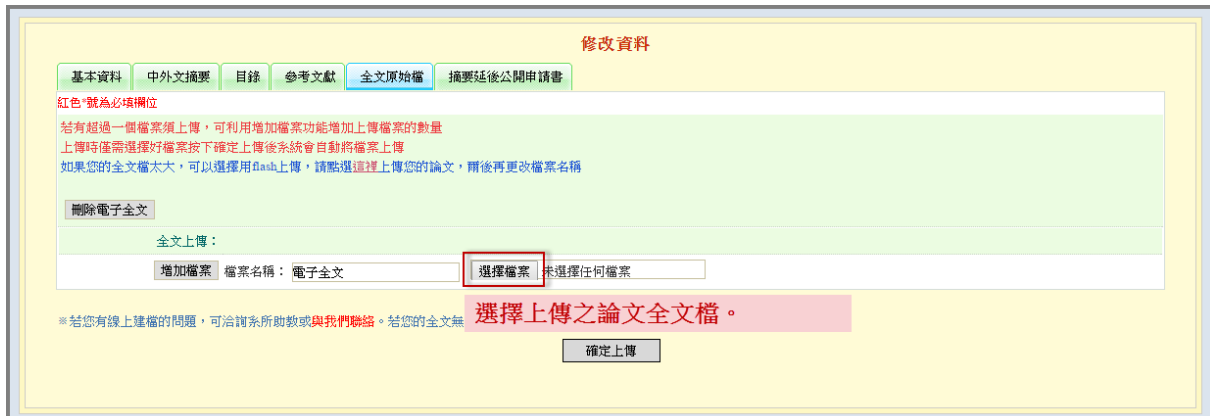 修改資料
基本資料 中外文摘要 目錄 參考文獻 全文原始檔 摘要延後公開申請書
紅色*號為必填欄位
若有超過一個檔案須上傳，可利用增加檔案功能增加上傳檔案的數量
上傳時僅需選擇好檔案按下確定上傳後系統會自動將檔案上傳
如果您的全文檔太大，可以選擇用flash上傳，請點選這裡上傳您的論文，爾後再更改檔案名稱
刪除電子全文
全文上傳：
增加檔案 檔案名稱： 電子全文 選擇檔案 未選擇任何檔案
選擇上傳之論文全文檔。
※若您有線上建檔的問題，可洽詢系所助教或與我們聯絡。若您的全文無
確定上傳